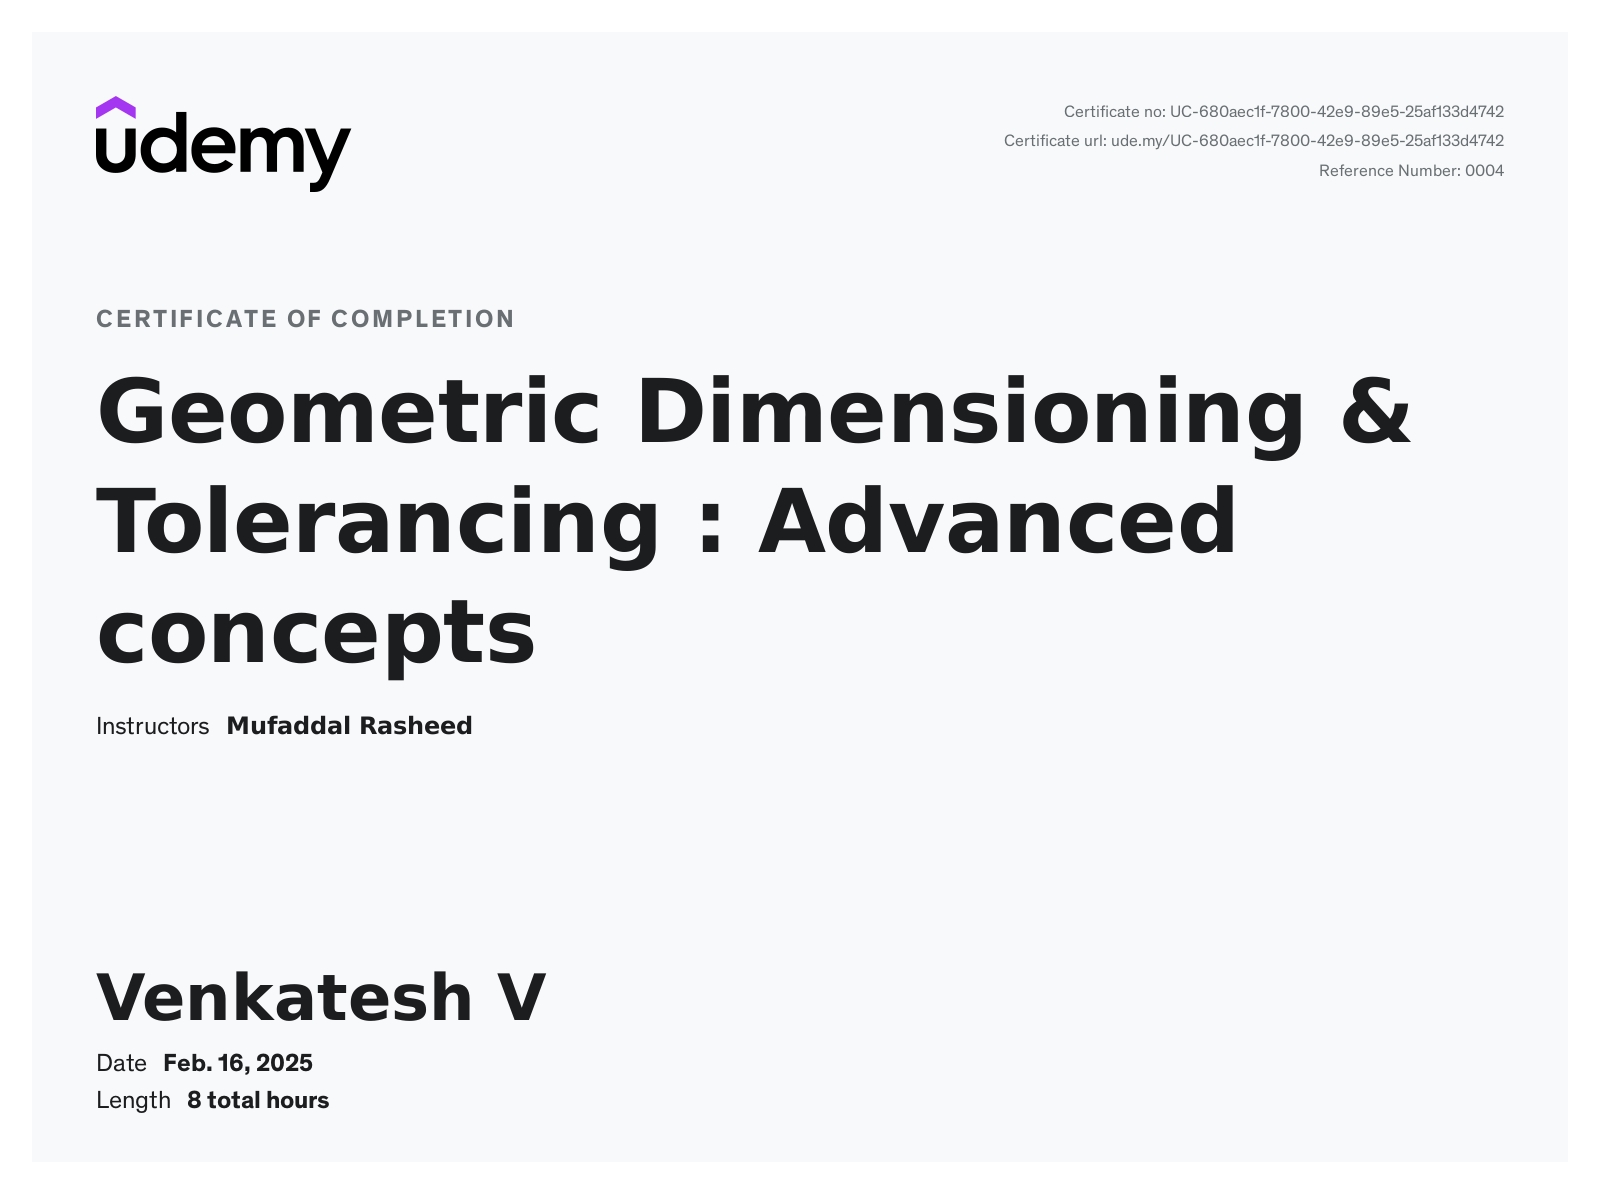 udemy
Certificate no: UC-680aec1f-7800-42e9-89e5-25af133d4742
Certificate url: ude.my/UC-680aec1f-7800-42e9-89e5-25af133d4742
Reference Number: 0004
CERTIFICATE OF COMPLETION
Geometric Dimensioning &
Tolerancing : Advanced
concepts
Instructors Mufaddal Rasheed
Venkatesh V
Date Feb. 16, 2025
Length 8 total hours